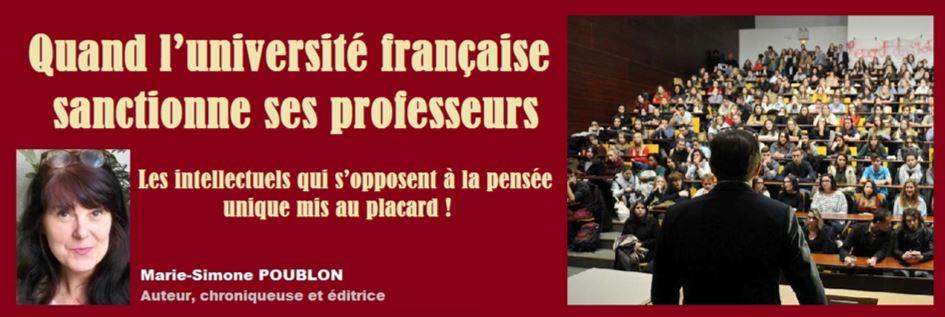 Quand l’université française
sanctionne ses professeurs
Les intellectuels qui s’opposent à la pensée
unique mis au placard !
Marie-Simone POUBLON
Auteur, chroniqueuse et éditrice